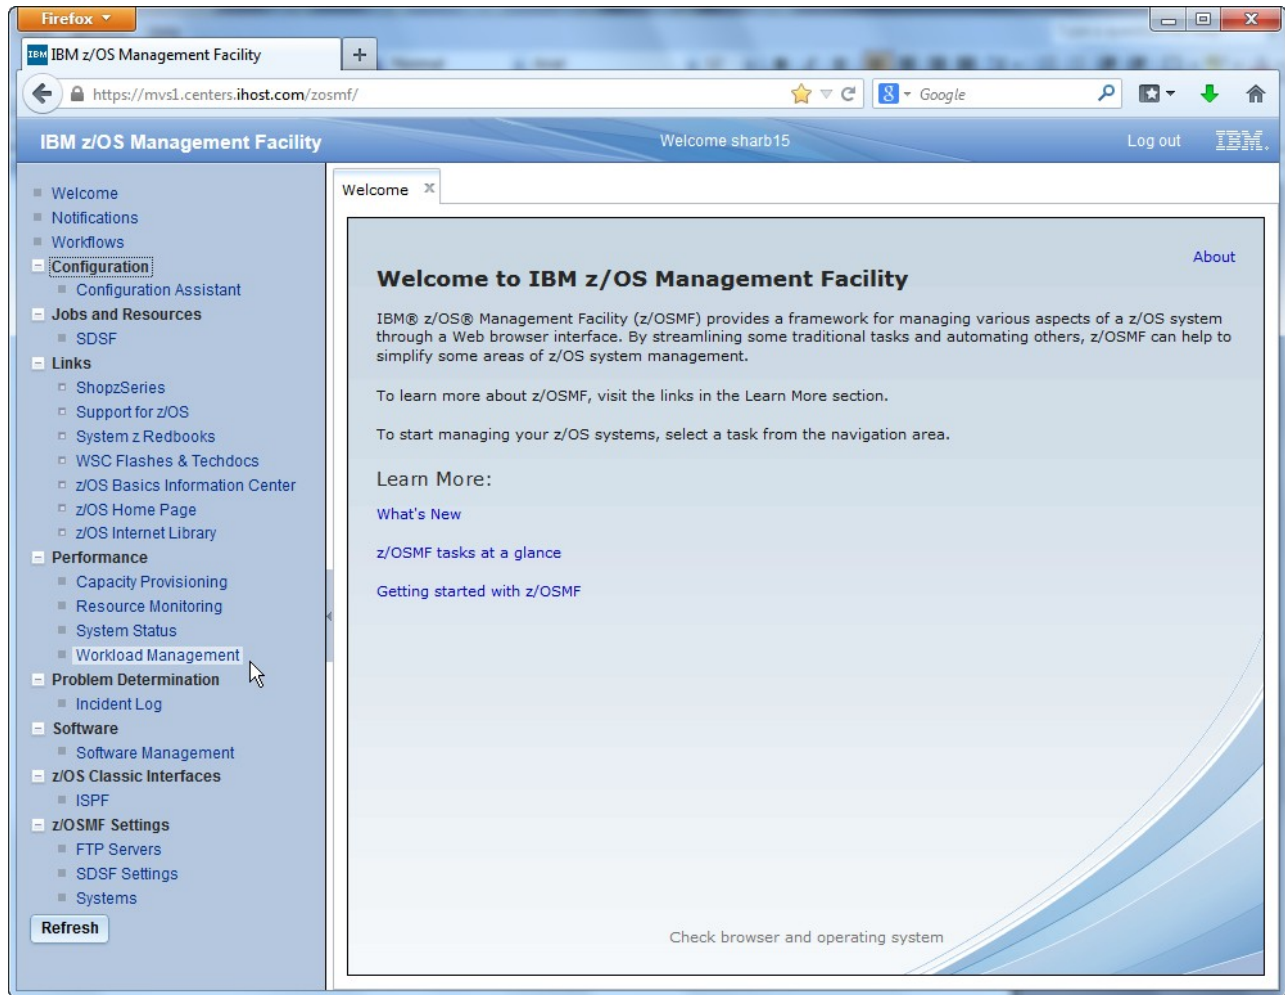 Firefox
IBM z/OS Management Facility
https://mvs1.centers.ihost.com/zosmf/
Google
IBM z/OS Management Facility
Welcome sharb15
Log out
IBM.
Welcome
Notifications
Workflows
Configuration
Configuration Assistant
Jobs and Resources
SDSF
Links
ShopzSeries
Support for z/OS
System z Redbooks
WSC Flashes & Techdocs
z/OS Basics Information Center
z/OS Home Page
z/OS Internet Library
Performance
Capacity Provisioning
Resource Monitoring
System Status
Workload Management
Problem Determination
Incident Log
Software
Software Management
z/OS Classic Interfaces
ISPF
z/OSMF Settings
FTP Servers
SDSF Settings
Systems
Refresh
Welcome x
About
Welcome to IBM z/OS Management Facility
IBM® z/OS® Management Facility (z/OSMF) provides a framework for managing various aspects of a z/OS system
through a Web browser interface. By streamlining some traditional tasks and automating others, z/OSMF can help to
simplify some areas of z/OS system management.
To learn more about z/OSMF, visit the links in the Learn More section.
To start managing your z/OS systems, select a task from the navigation area.
Learn More:
What's New
z/OSMF tasks at a glance
Getting started with z/OSMF
Check browser and operating system